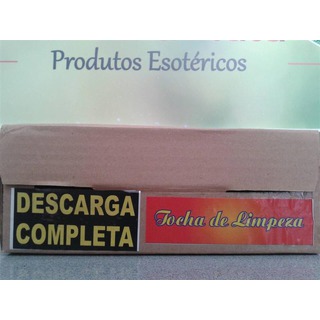 Produtos Esotéricos
DESCARGA
COMPLETA
Tocha de Limpeza